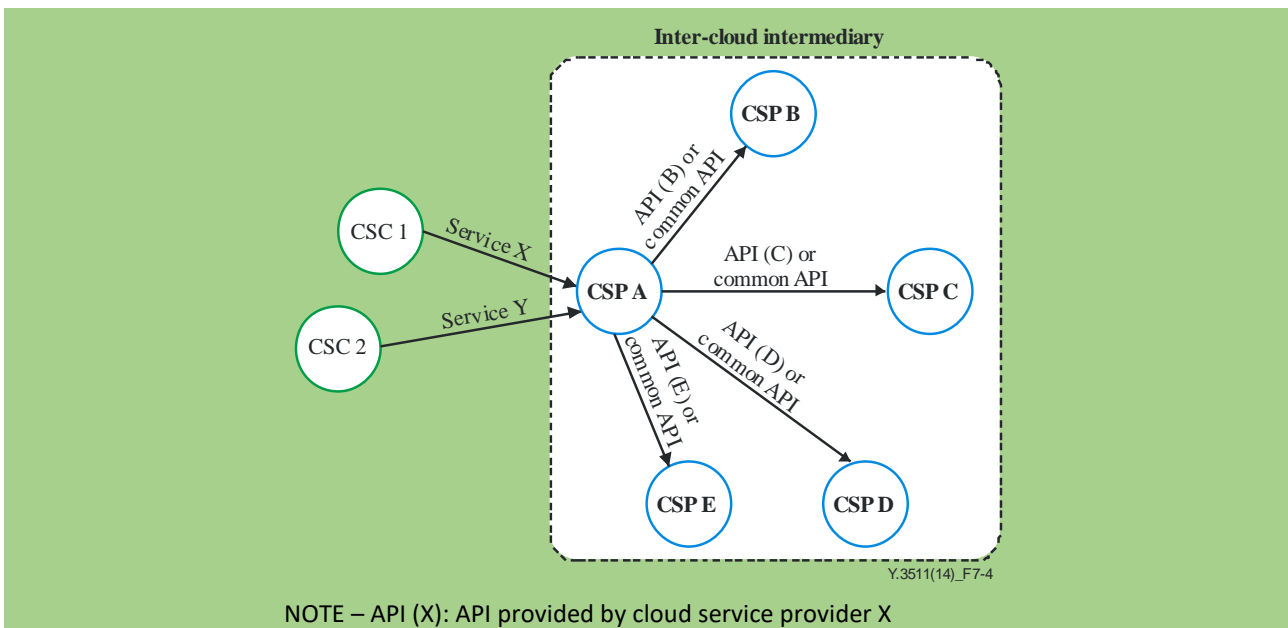 Inter-cloud intermediary
CSP B
API (B) or
common API
CSC 1
Service X
API (C) or
common API
CSP A
CSP C
Service Y
CSC 2
API (D) or
common API
API (E) or
common API
CSP E
CSP D
Y.3511(14)_F7-4
NOTE – API (X): API provided by cloud service provider X